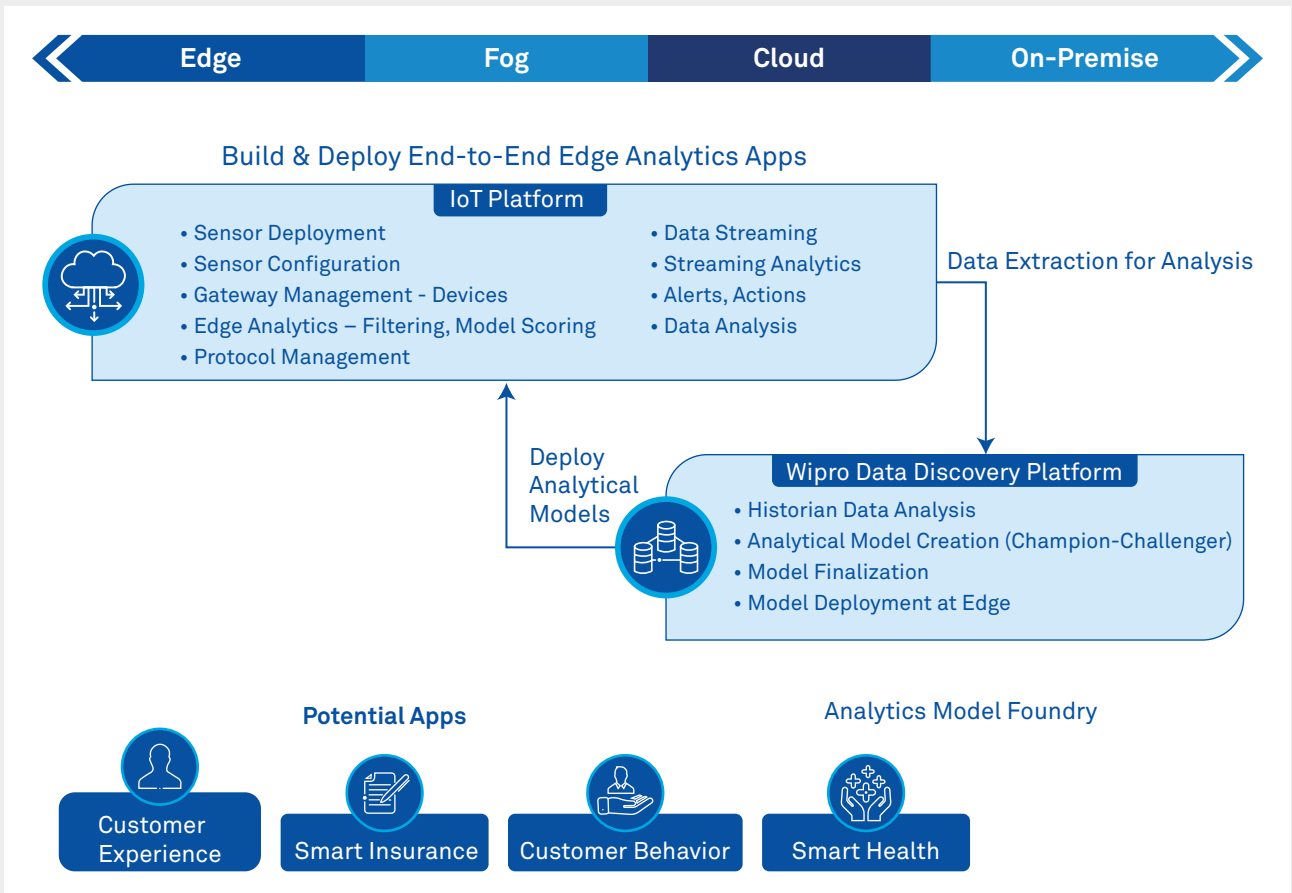 Edge
Fog
Cloud
On-Premise
Build & Deploy End-to-End Edge Analytics Apps
IoT Platform
• Sensor Deployment
• Sensor Configuration
• Gateway Management - Devices
• Edge Analytics – Filtering, Model Scoring
• Protocol Management
• Data Streaming
• Streaming Analytics
• Alerts, Actions
• Data Analysis
Data Extraction for Analysis
Deploy
Analytical
Models
Wipro Data Discovery Platform
• Historian Data Analysis
• Analytical Model Creation (Champion-Challenger)
• Model Finalization
• Model Deployment at Edge
Potential Apps
Analytics Model Foundry
Customer
Experience
Smart Insurance
Customer Behavior
Smart Health